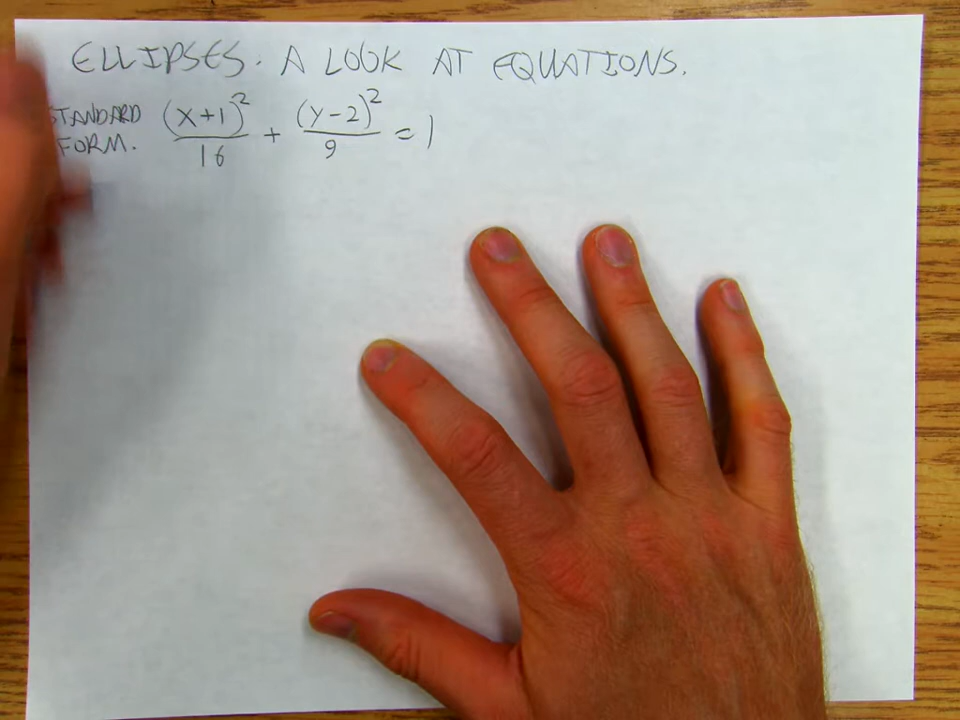 ELLIPSES. A LOOK AT EQUATIONS.
STANDARD FORM. (x+1)²/16 + (y-2)²/9 = 1